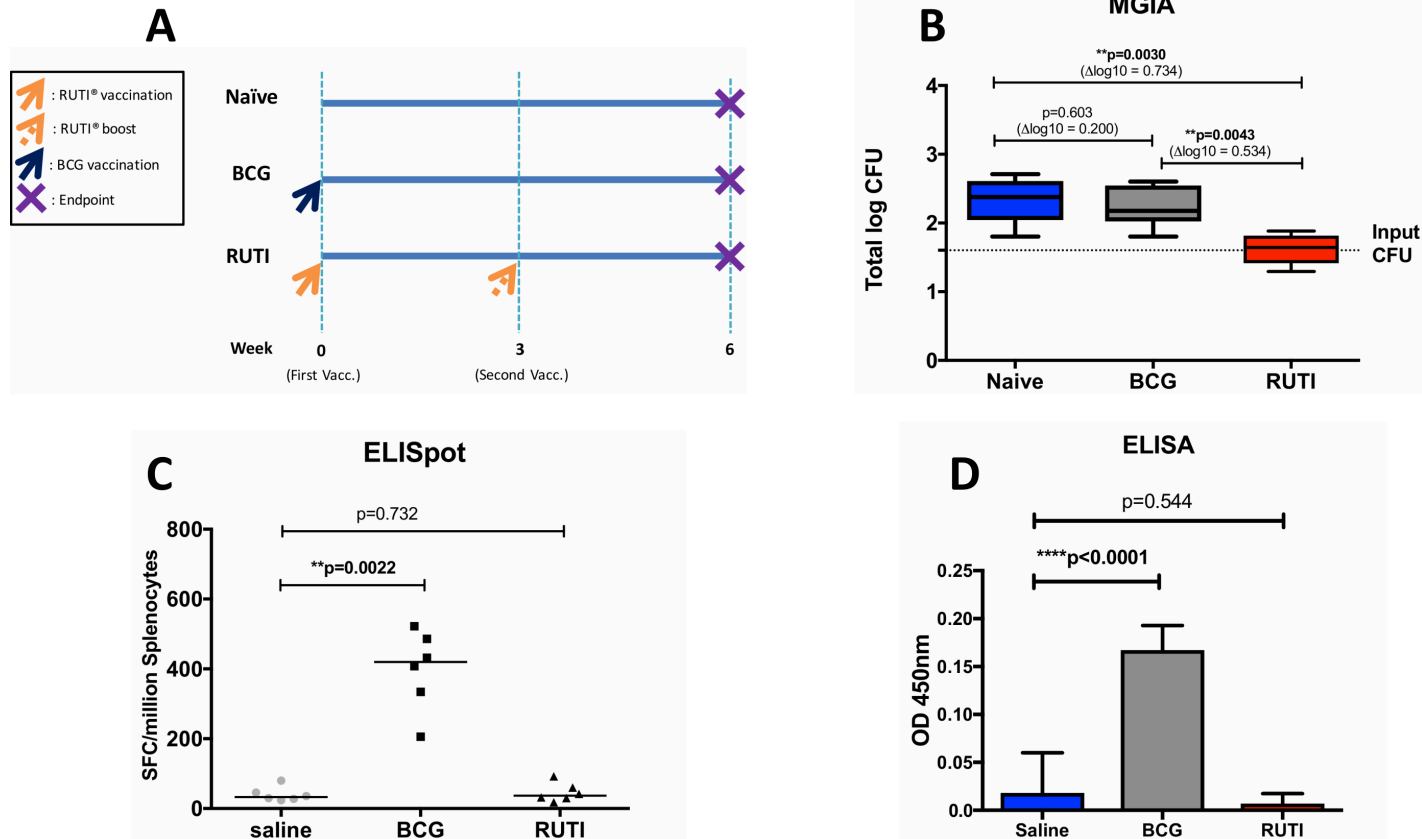 A
: RUTI® vaccination
: RUTI® boost
: BCG vaccination
: Endpoint
Naïve
BCG
RUTI
Week
0
3
6
(First Vacc.)
(Second Vacc.)
B
MGIA
**p=0.0030
(Δlog10 = 0.734)
p=0.603
(Δlog10 = 0.200)
**p=0.0043
(Δlog10 = 0.534)
Total log CFU
4
3
2
1
0
Input
CFU
Naive
BCG
RUTI
C
ELISpot
p=0.732
**p=0.0022
SFC/million Splenocytes
800
600
400
200
0
saline
BCG
RUTI
D
ELISA
p=0.544
****p<0.0001
OD 450nm
0.25
0.20
0.15
0.10
0.05
0.0
Saline
BCG
RUTI